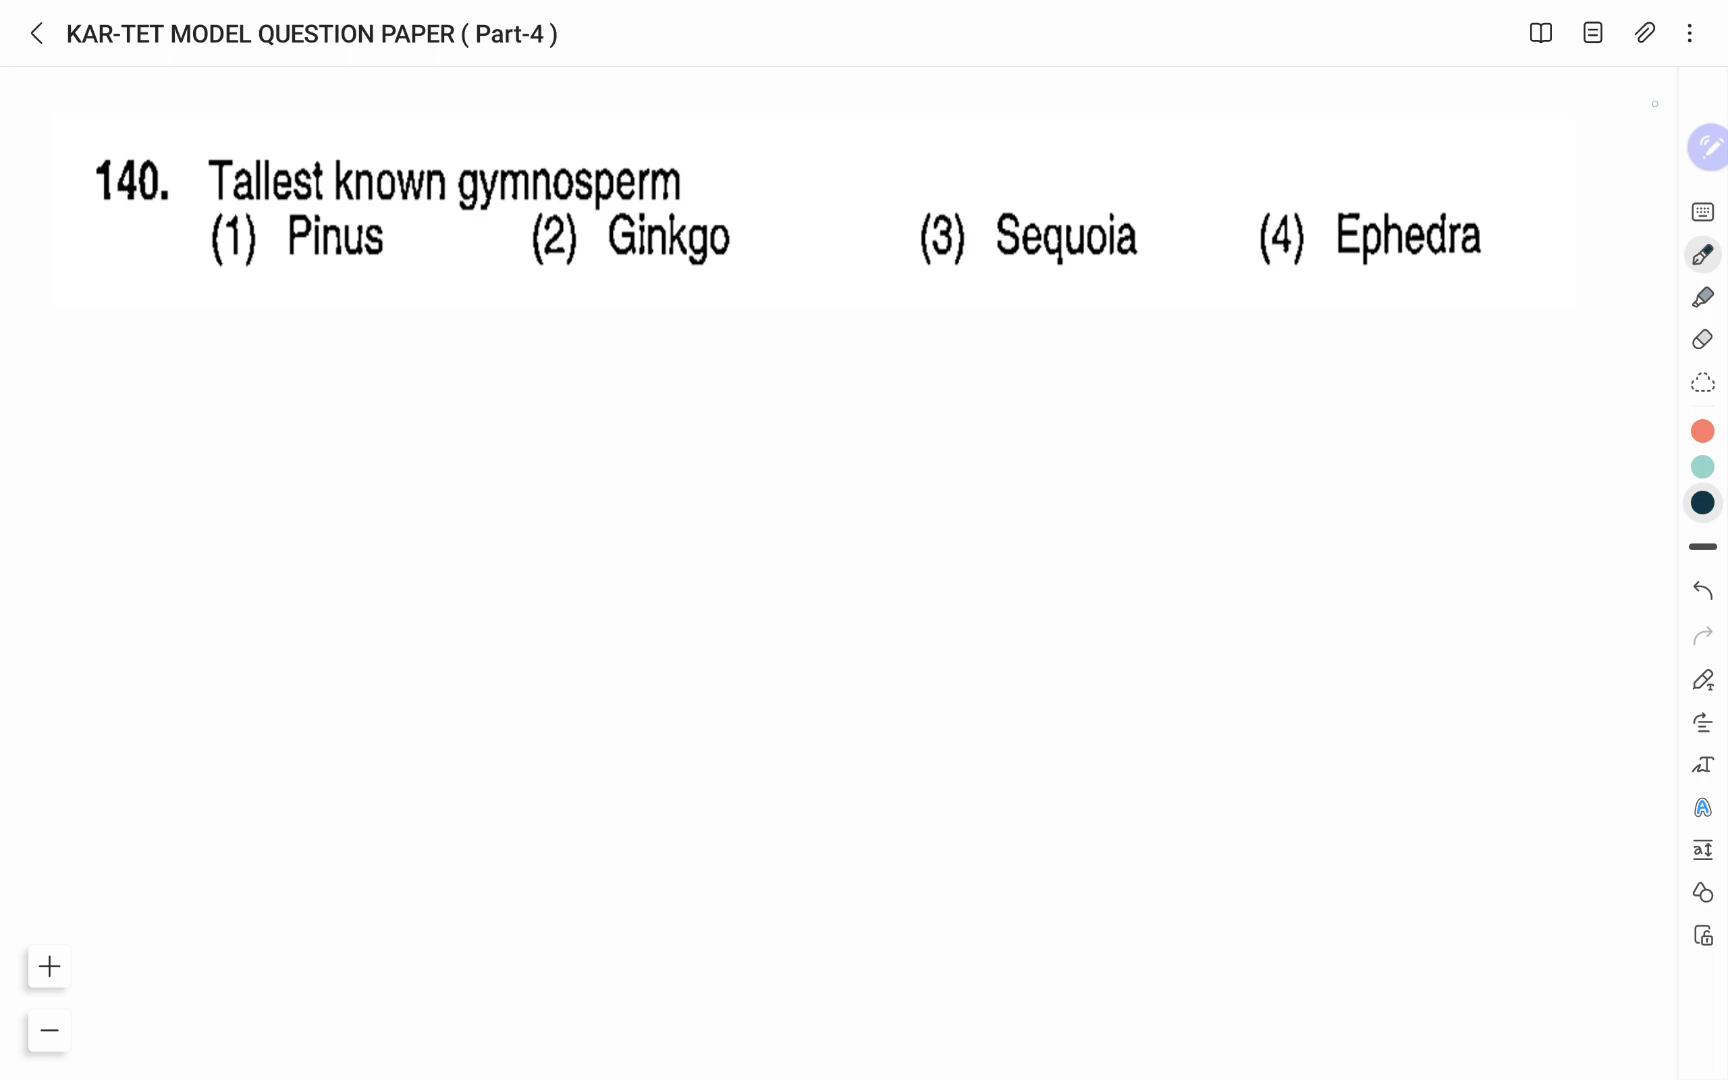 KAR-TET MODEL QUESTION PAPER ( Part-4 )
140. Tallest known gymnosperm
(1) Pinus (2) Ginkgo (3) Sequoia (4) Ephedra